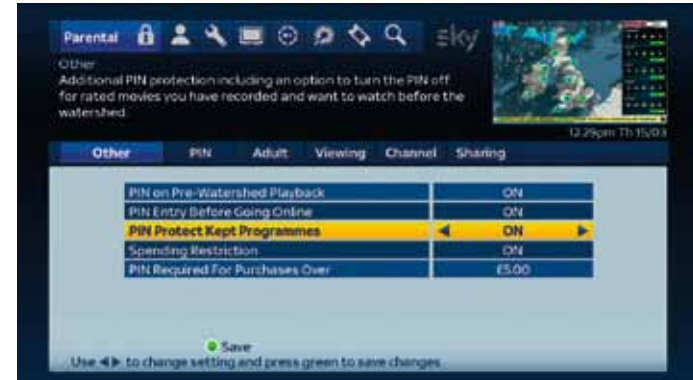 Parental
sky
Other
Additional PIN protection including an option to turn the PIN off
for rated movies you have recorded and want to watch before the
watershed.
12.29pm Th 15/03
Other PIN Adult Viewing Channel Sharing
PIN on Pre-Watershed Playback ON
PIN Entry Before Going Online ON
PIN Protect Kept Programmes ON
Spending Restriction ON
PIN Required For Purchases Over £5.00
Save
Use ◀▶ to change setting and press green to save changes